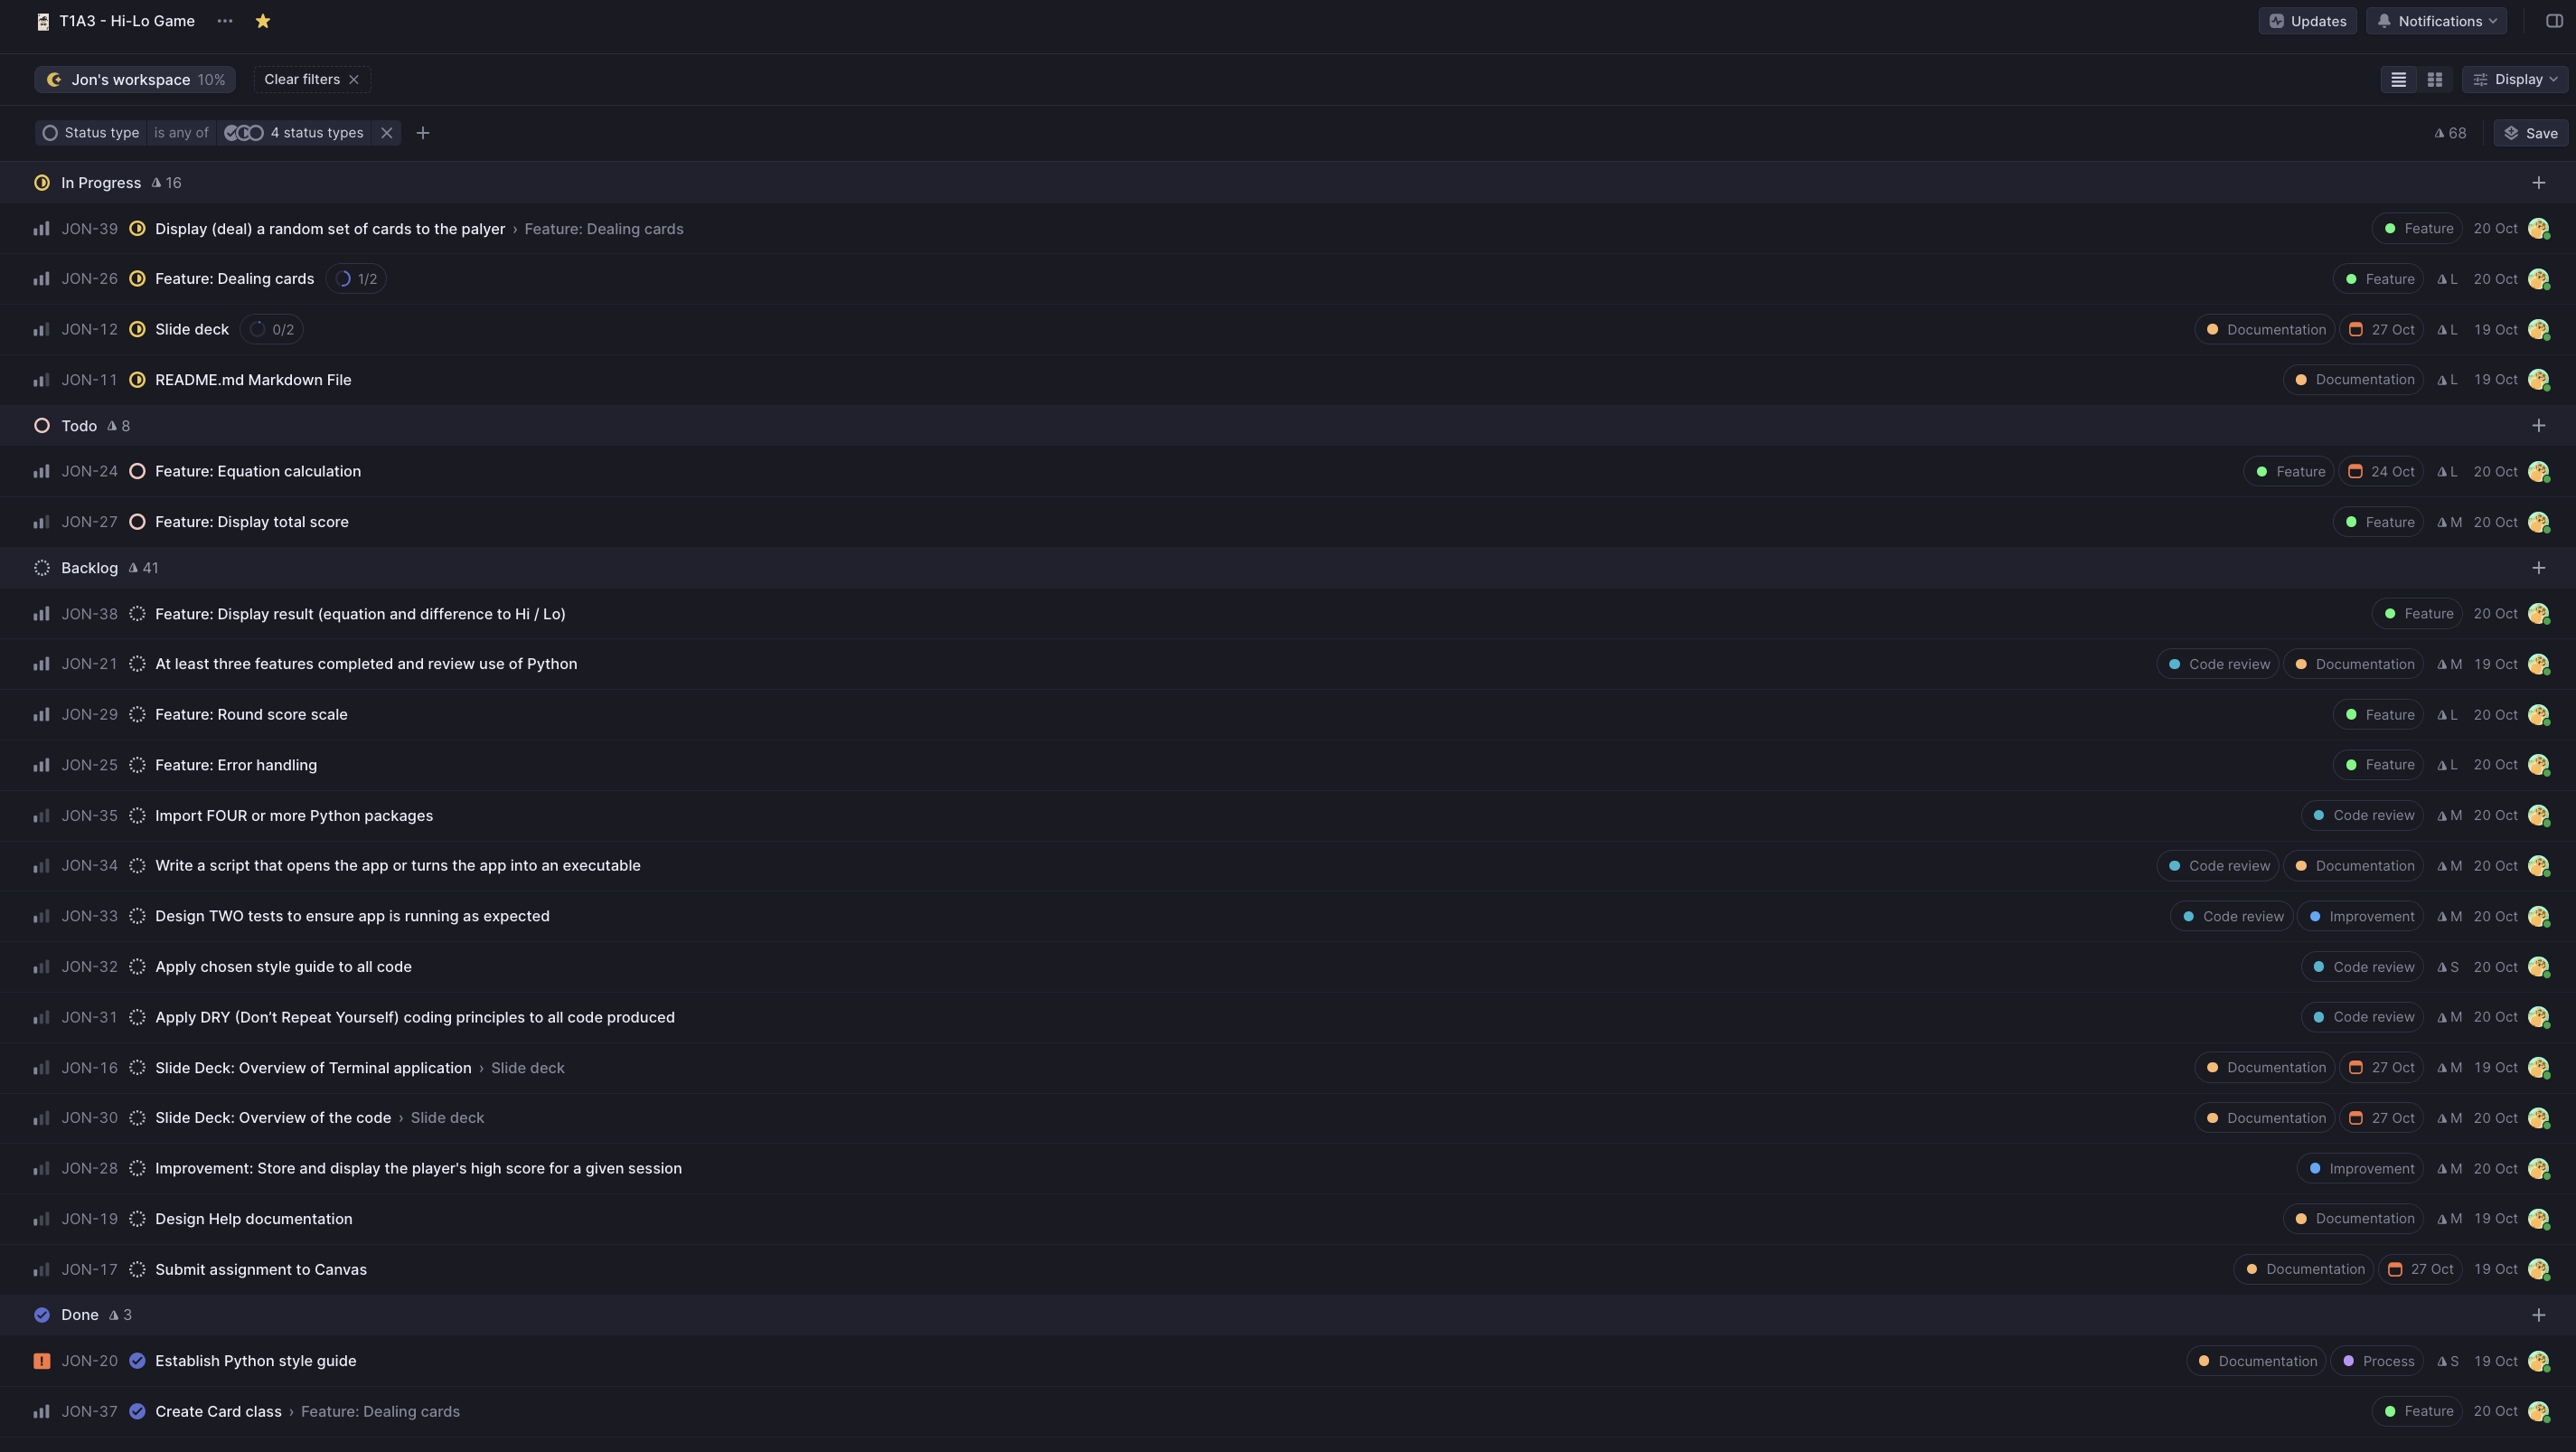 T1A3 - Hi-Lo Game ··· Updates Notifications
Jon's workspace 10% Clear filters × Display
Status type is any of 4 status types × + 68 Save
In Progress 16 +
JON-39 Display (deal) a random set of cards to the palyer › Feature: Dealing cards Feature 20 Oct
JON-26 Feature: Dealing cards 1/2 Feature L 20 Oct
JON-12 Slide deck 0/2 Documentation 27 Oct L 19 Oct
JON-11 README.md Markdown File Documentation L 19 Oct
Todo 8 +
JON-24 Feature: Equation calculation Feature 24 Oct L 20 Oct
JON-27 Feature: Display total score Feature M 20 Oct
Backlog 41 +
JON-38 Feature: Display result (equation and difference to Hi / Lo) Feature 20 Oct
JON-21 At least three features completed and review use of Python Code review Documentation M 19 Oct
JON-29 Feature: Round score scale Feature L 20 Oct
JON-25 Feature: Error handling Feature L 20 Oct
JON-35 Import FOUR or more Python packages Code review M 20 Oct
JON-34 Write a script that opens the app or turns the app into an executable Code review Documentation M 20 Oct
JON-33 Design TWO tests to ensure app is running as expected Code review Improvement M 20 Oct
JON-32 Apply chosen style guide to all code Code review S 20 Oct
JON-31 Apply DRY (Don’t Repeat Yourself) coding principles to all code produced Code review M 20 Oct
JON-16 Slide Deck: Overview of Terminal application › Slide deck Documentation 27 Oct M 19 Oct
JON-30 Slide Deck: Overview of the code › Slide deck Documentation 27 Oct M 20 Oct
JON-28 Improvement: Store and display the player's high score for a given session Improvement M 20 Oct
JON-19 Design Help documentation Documentation M 19 Oct
JON-17 Submit assignment to Canvas Documentation 27 Oct 19 Oct
Done 3 +
JON-20 Establish Python style guide Documentation Process S 19 Oct
JON-37 Create Card class › Feature: Dealing cards Feature 20 Oct